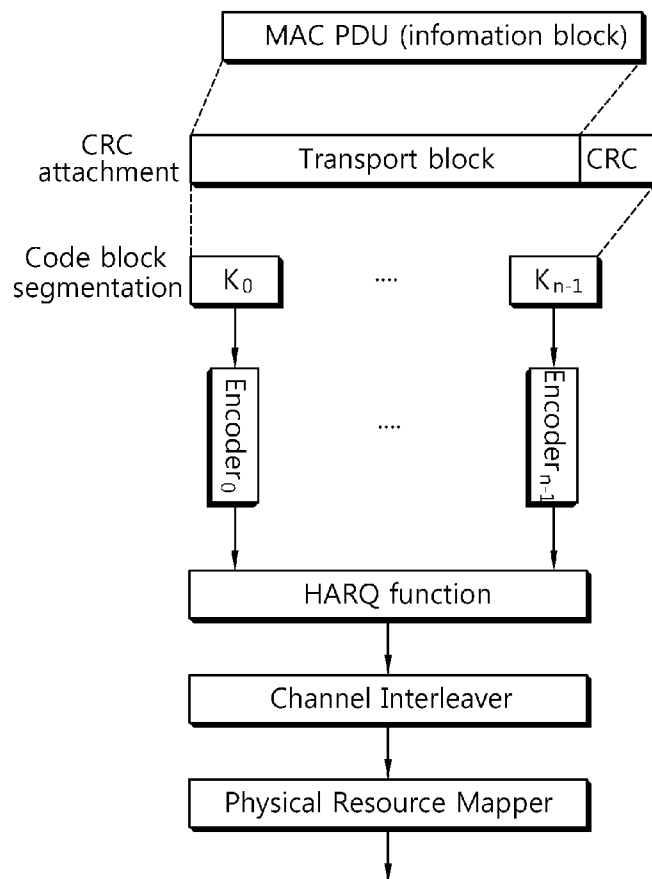 MAC PDU (infomation block)
CRC
attachment
Transport block
CRC
Code block
segmentation
K0
....
Kn-1
Encoder0
....
Encodern-1
HARQ function
Channel Interleaver
Physical Resource Mapper